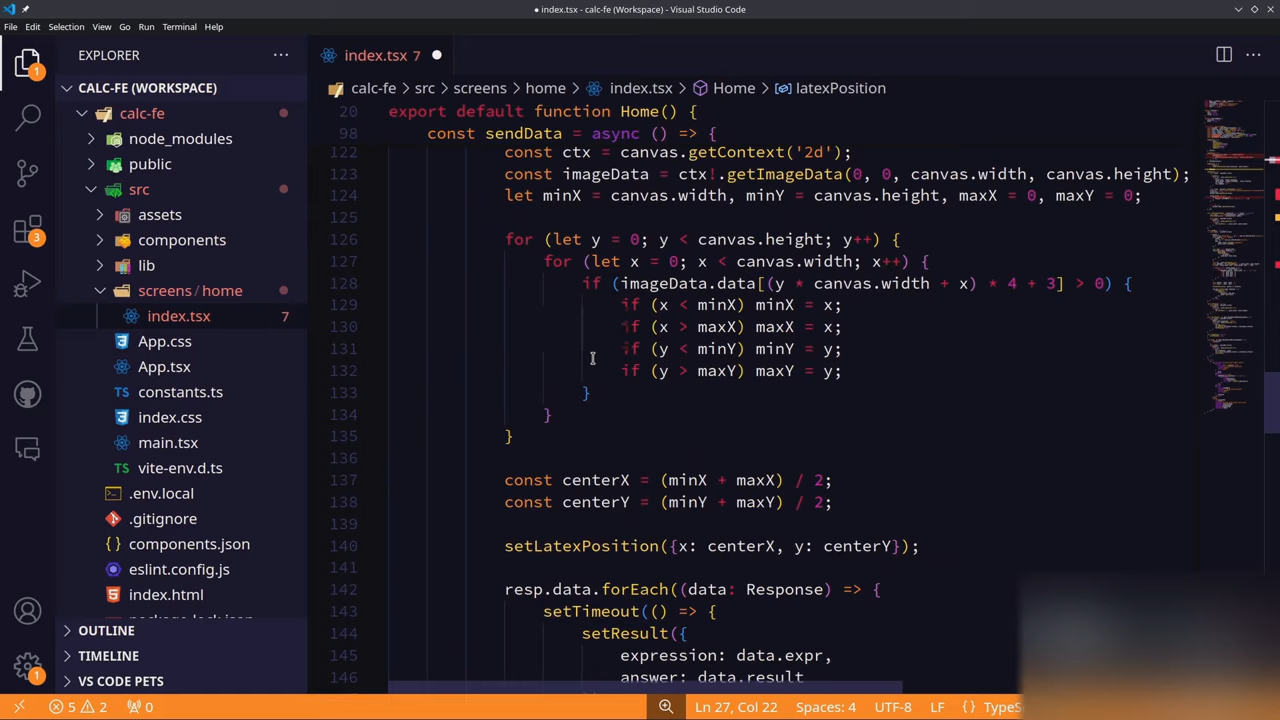 index.tsx - calc-fe (Workspace) - Visual Studio Code
File Edit Selection View Go Run Terminal Help
EXPLORER
index.tsx 7
CALC-FE (WORKSPACE)
calc-fe > src > screens > home > index.tsx > Home > latexPosition
calc-fe
node_modules
public
src
assets
components
lib
screens / home
index.tsx 7
App.css
App.tsx
constants.ts
index.css
main.tsx
vite-env.d.ts
.env.local
.gitignore
components.json
eslint.config.js
index.html
package-lock.json
OUTLINE
TIMELINE
VS CODE PETS
1
3
1
20 export default function Home() {
98 const sendData = async () => {
122 const ctx = canvas.getContext('2d');
123 const imageData = ctx!.getImageData(0, 0, canvas.width, canvas.height);
124 let minX = canvas.width, minY = canvas.height, maxX = 0, maxY = 0;
125
126 for (let y = 0; y < canvas.height; y++) {
127 for (let x = 0; x < canvas.width; x++) {
128 if (imageData.data[(y * canvas.width + x) * 4 + 3] > 0) {
129 if (x < minX) minX = x;
130 if (x > maxX) maxX = x;
131 if (y < minY) minY = y;
132 if (y > maxY) maxY = y;
133 }
134 }
135 }
136
137 const centerX = (minX + maxX) / 2;
138 const centerY = (minY + maxY) / 2;
139
140 setLatexPosition({x: centerX, y: centerY});
141
142 resp.data.forEach((data: Response) => {
143 setTimeout(() => {
144 setResult({
145 expression: data.expr,
146 answer: data.result
5 2 0 Ln 27, Col 22 Spaces: 4 UTF-8 LF {}